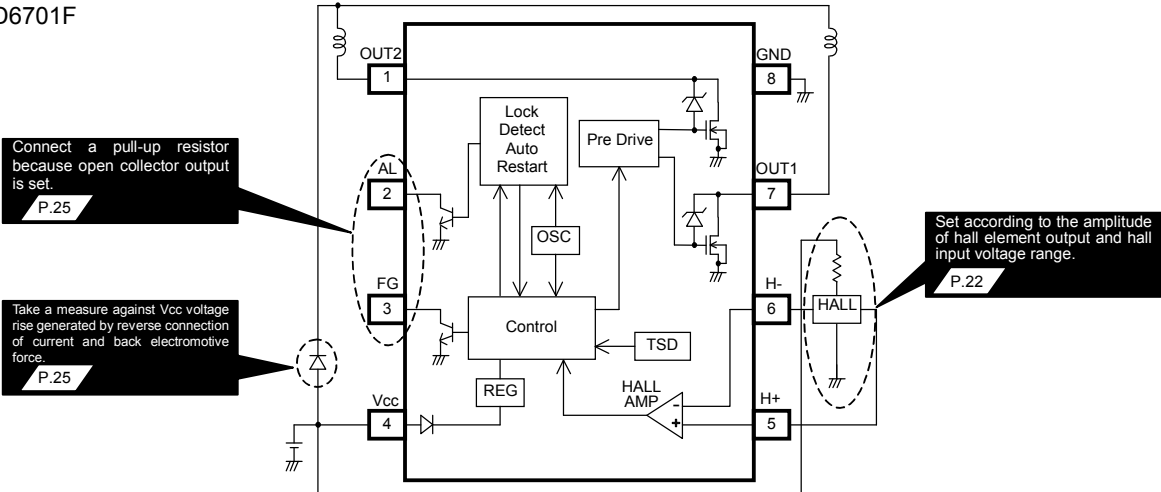 D6701F
OUT2
1
GND
8
Lock
Detect
Auto
Restart
Pre Drive
Connect a pull-up resistor
because open collector output
is set.
P.25
AL
2
OUT1
7
OSC
Set according to the amplitude
of hall element output and hall
input voltage range.
P.22
FG
3
H-
6
HALL
Control
TSD
Take a measure against Vcc voltage
rise generated by reverse connection
of current and back electromotive
force.
P.25
REG
HALL
AMP
Vcc
4
H+
5
-
+